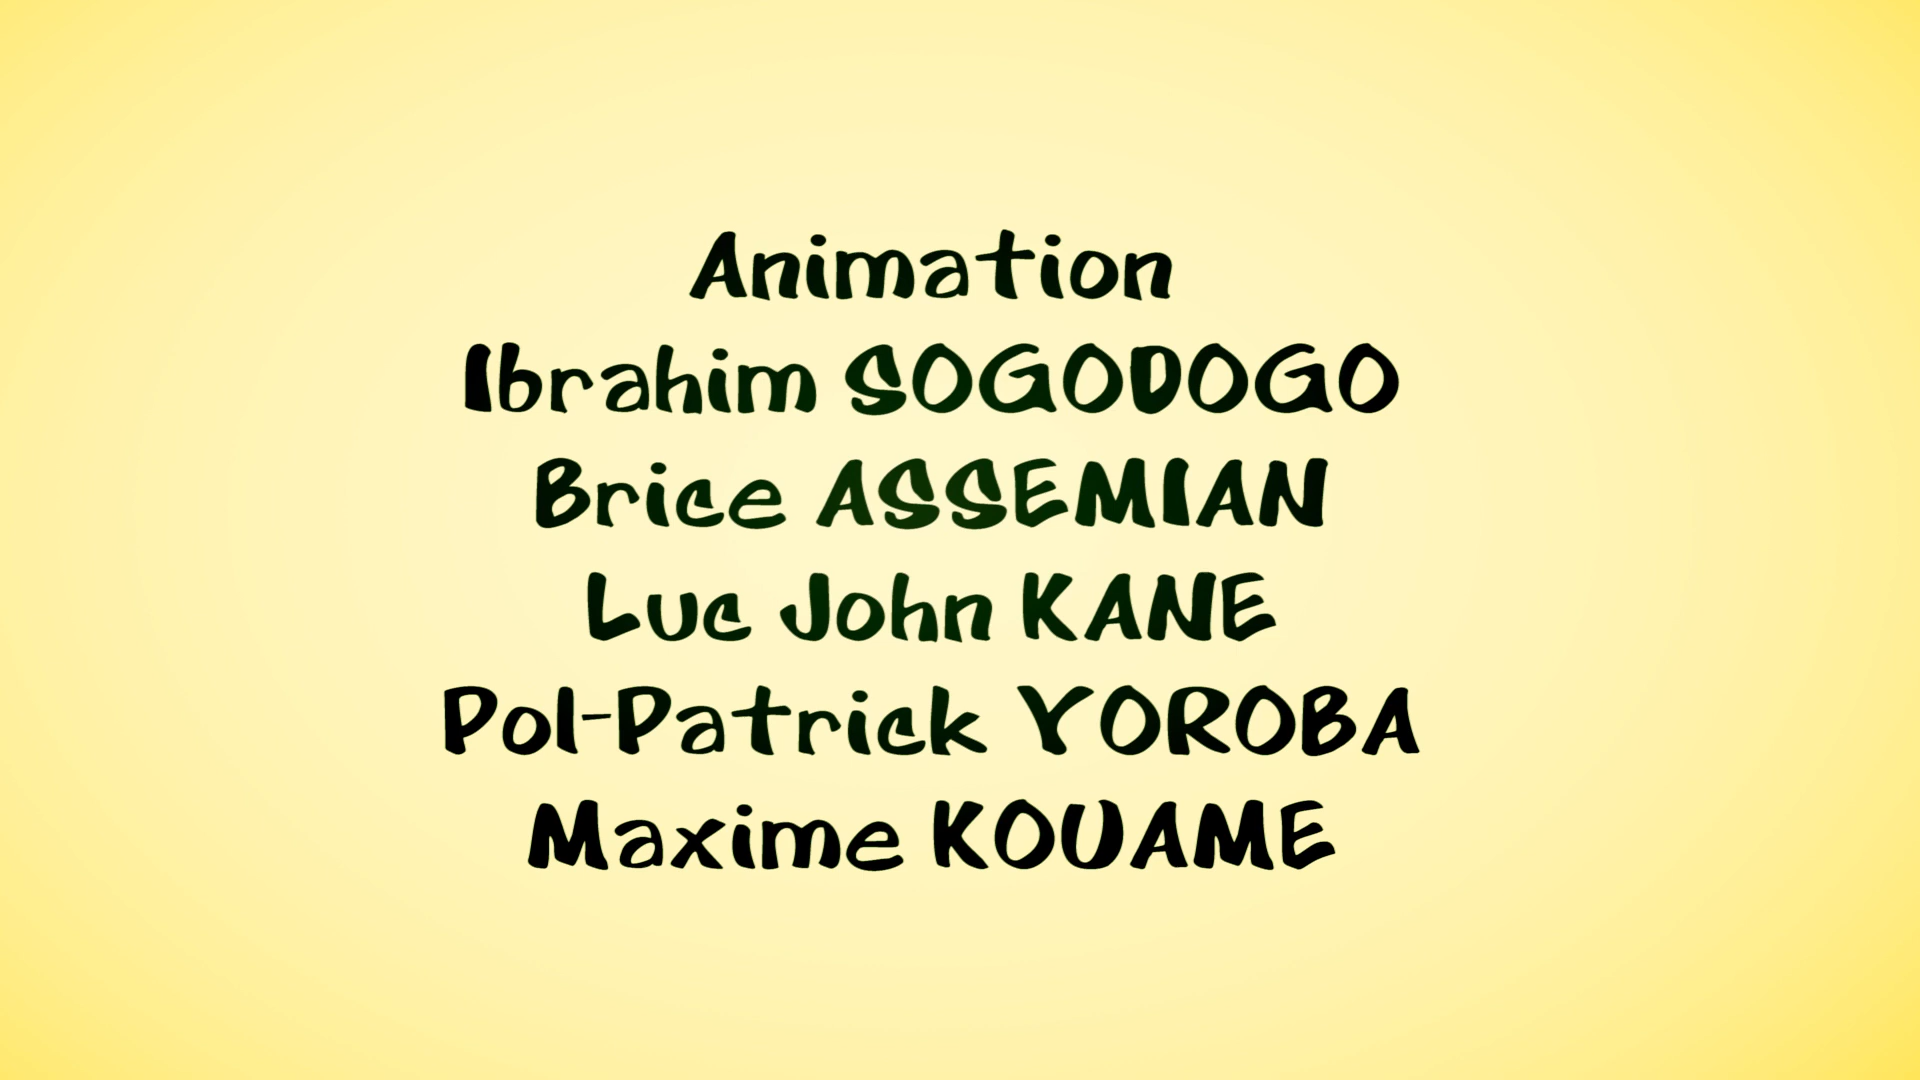 Animation
Ibrahim SOGODOGO
Brice ASSEMIAN
Luc John KANE
Pol-Patrick YOROBA
Maxime KOUAME